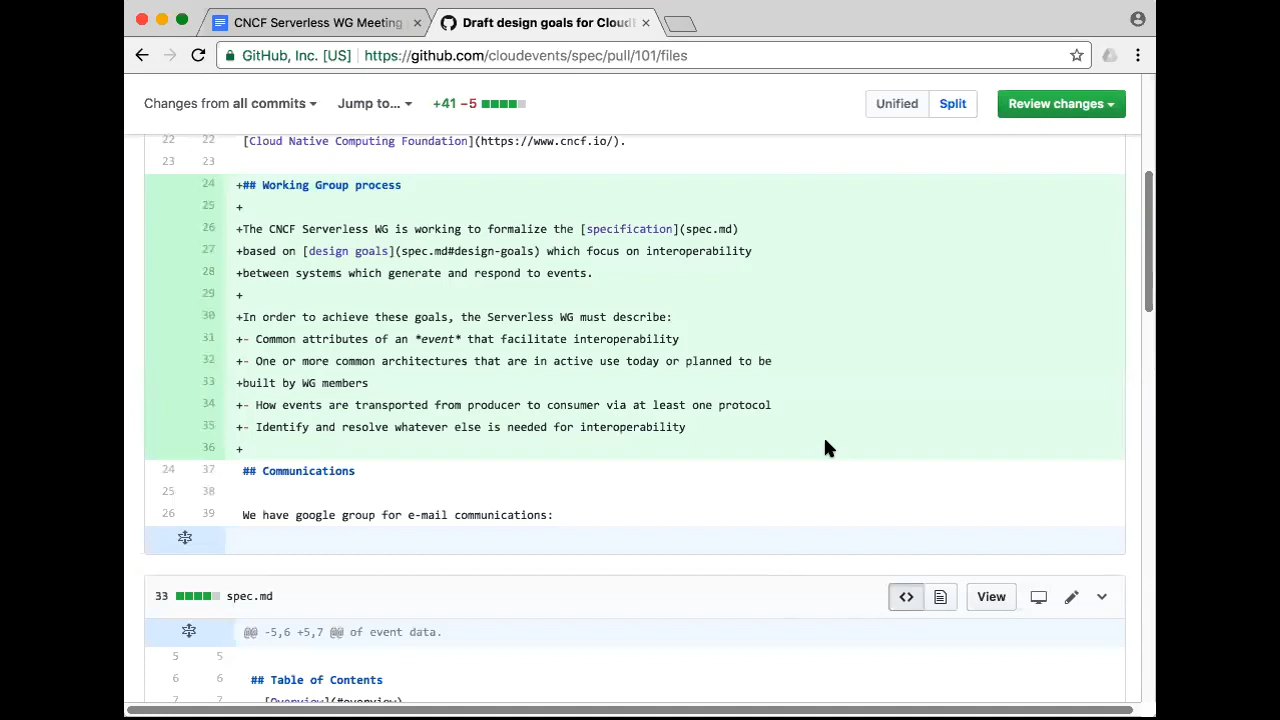 CNCF Serverless WG Meeting
Draft design goals for Cloud
GitHub, Inc. [US] https://github.com/cloudevents/spec/pull/101/files
Changes from all commits Jump to... +41 −5 Unified Split Review changes
22 22 [Cloud Native Computing Foundation](https://www.cncf.io/).
23 23
24 +## Working Group process
25 +
26 +The CNCF Serverless WG is working to formalize the [specification](spec.md)
27 +based on [design goals](spec.md#design-goals) which focus on interoperability
28 +between systems which generate and respond to events.
29 +
30 +In order to achieve these goals, the Serverless WG must describe:
31 +- Common attributes of an *event* that facilitate interoperability
32 +- One or more common architectures that are in active use today or planned to be
33 +built by WG members
34 +- How events are transported from producer to consumer via at least one protocol
35 +- Identify and resolve whatever else is needed for interoperability
36 +
24 37 ## Communications
25 38
26 39 We have google group for e-mail communications:
33 spec.md View
@@ -5,6 +5,7 @@ of event data.
5 5
6 6 ## Table of Contents
7 7 [Overview](#overview)